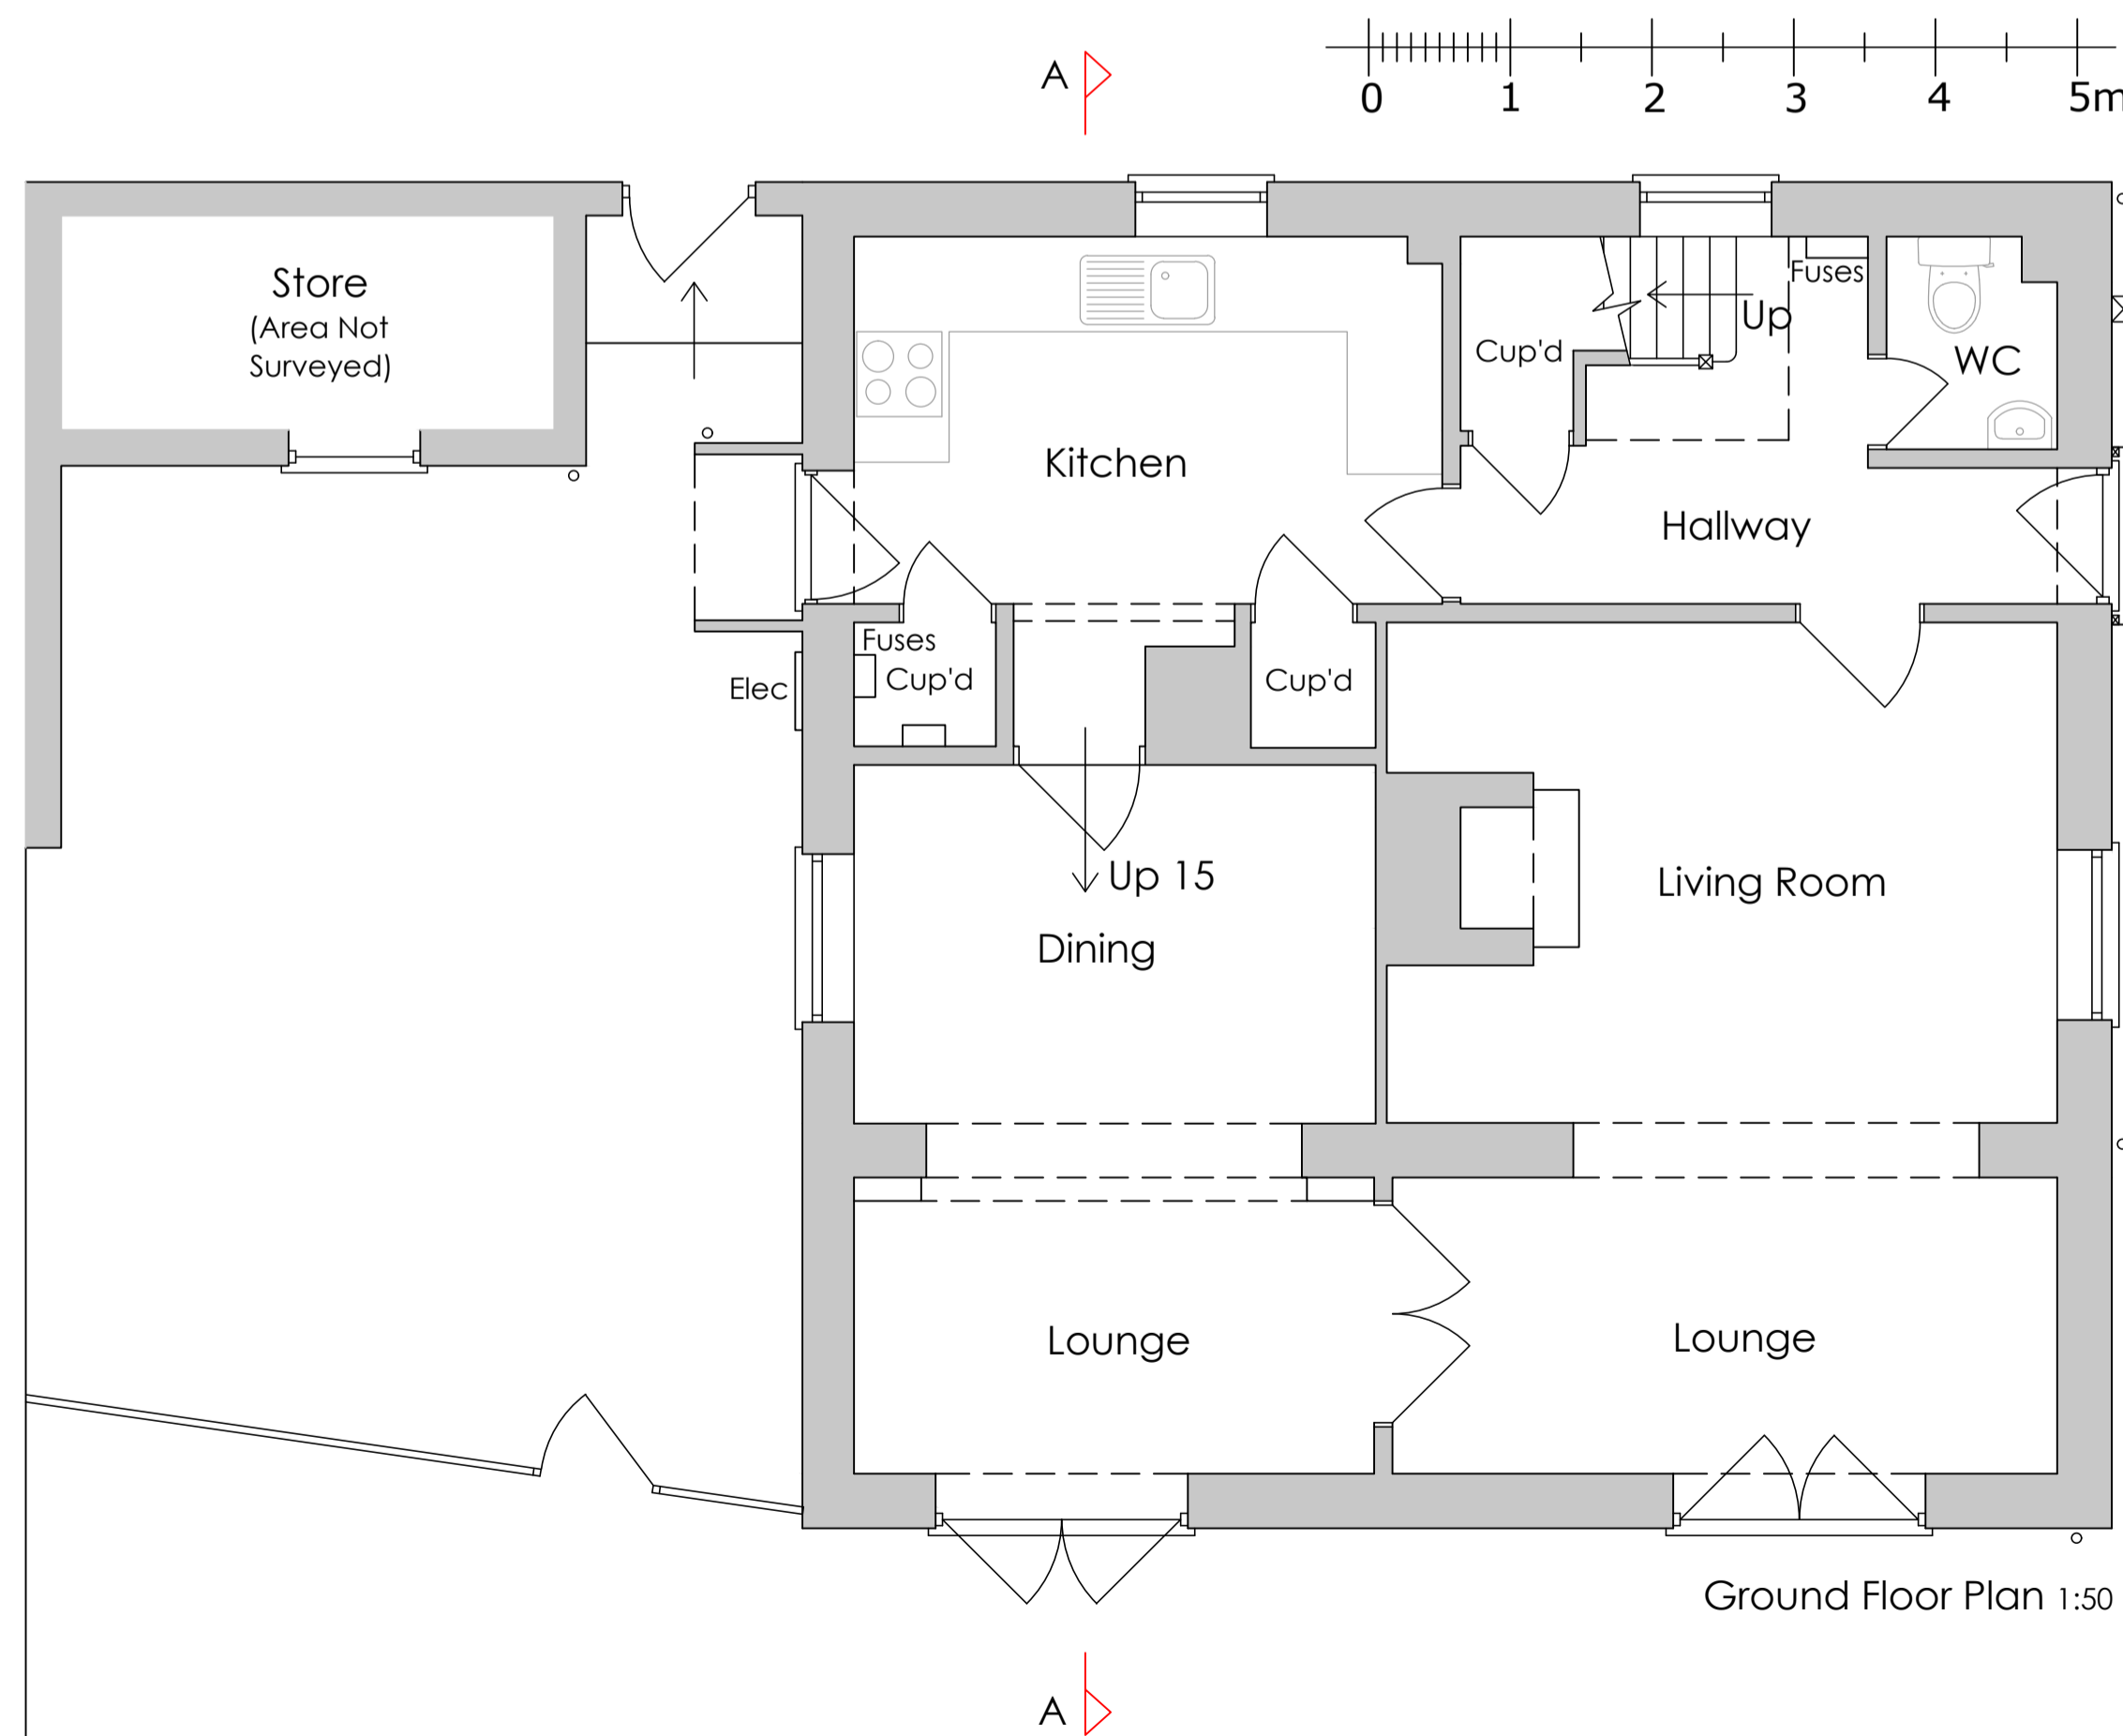 A
0 1 2 3 4 5m
Store
(Area Not
Surveyed)
Fuses
Up
Cup'd
WC
Kitchen
Hallway
Fuses
Cup'd
Cup'd
Elec
Up 15
Living Room
Dining
Lounge
Lounge
Ground Floor Plan 1:50
A